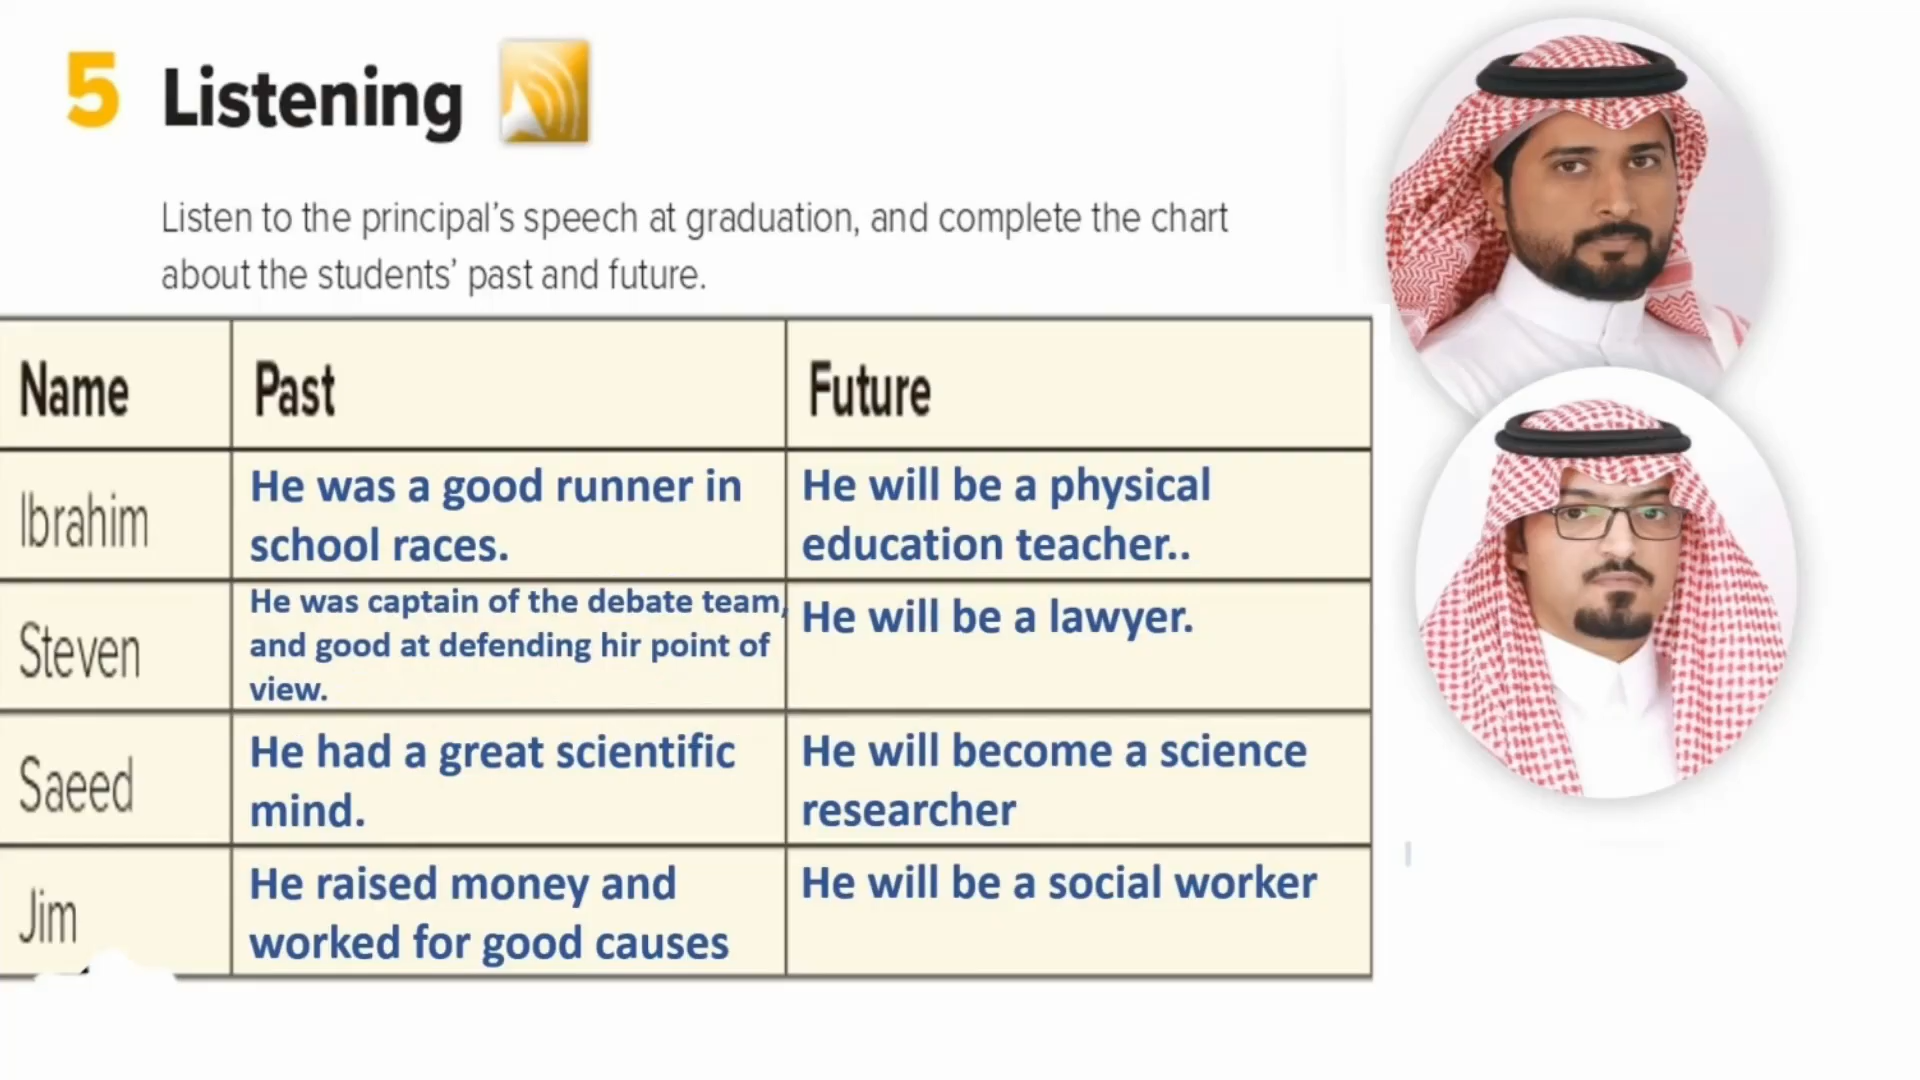 5 Listening
Listen to the principal's speech at graduation, and complete the chart
about the students' past and future.
Name Past Future
Ibrahim
He was a good runner in
school races.
He will be a physical
education teacher..
Steven
He was captain of the debate team,
and good at defending hir point of
view.
He will be a lawyer.
Saeed
He had a great scientific
mind.
He will become a science
researcher
Jim
He raised money and
worked for good causes
He will be a social worker